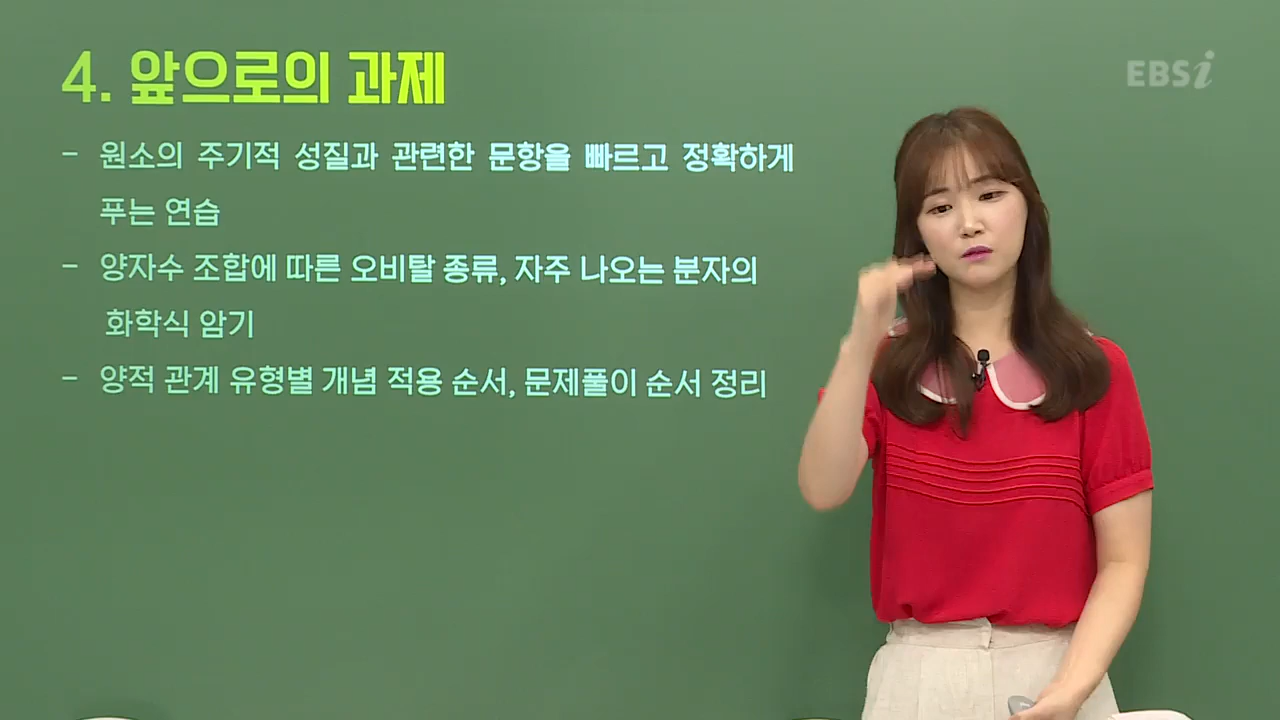 4. 앞으로의 과제
EBSi
- 원소의 주기적 성질과 관련한 문항을 빠르고 정확하게
푸는 연습
- 양자수 조합에 따른 오비탈 종류, 자주 나오는 분자의
화학식 암기
- 양적 관계 유형별 개념 적용 순서, 문제풀이 순서 정리